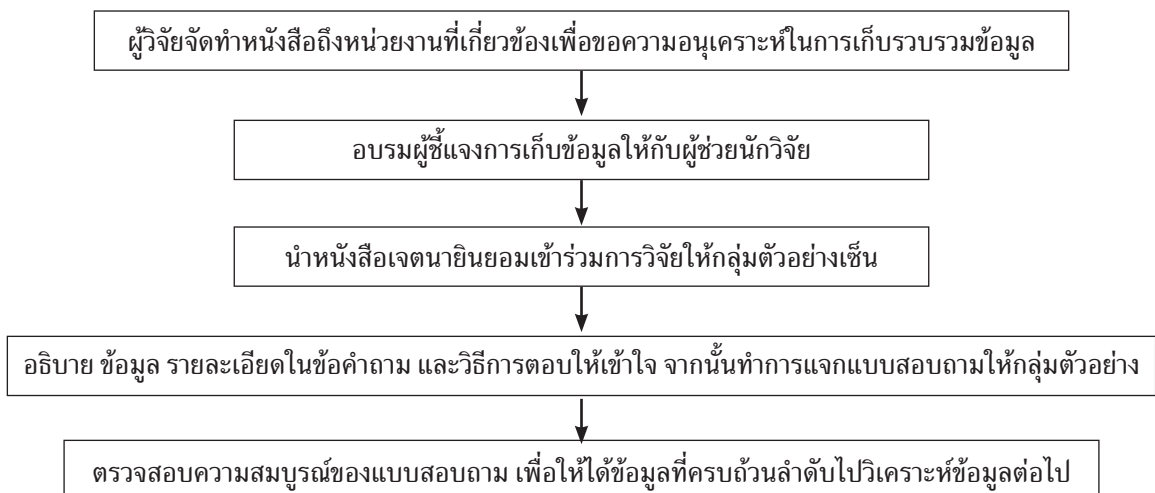 ผู้วิจัยจัดทำหนังสือถึงหน่วยงานที่เกี่ยวข้องเพื่อขอความอนุเคราะห์ในการเก็บรวบรวมข้อมูล
อบรมผู้ชี้แจงการเก็บข้อมูลให้กับผู้ช่วยนักวิจัย
นำหนังสือเจตนายินยอมเข้าร่วมการวิจัยให้กลุ่มตัวอย่างเซ็น
อธิบาย ข้อมูล รายละเอียดในข้อคำถาม และวิธีการตอบให้เข้าใจ จากนั้นทำการแจกแบบสอบถามให้กลุ่มตัวอย่าง
ตรวจสอบความสมบูรณ์ของแบบสอบถาม เพื่อให้ได้ข้อมูลที่ครบถ้วนลำดับไปวิเคราะห์ข้อมูลต่อไป